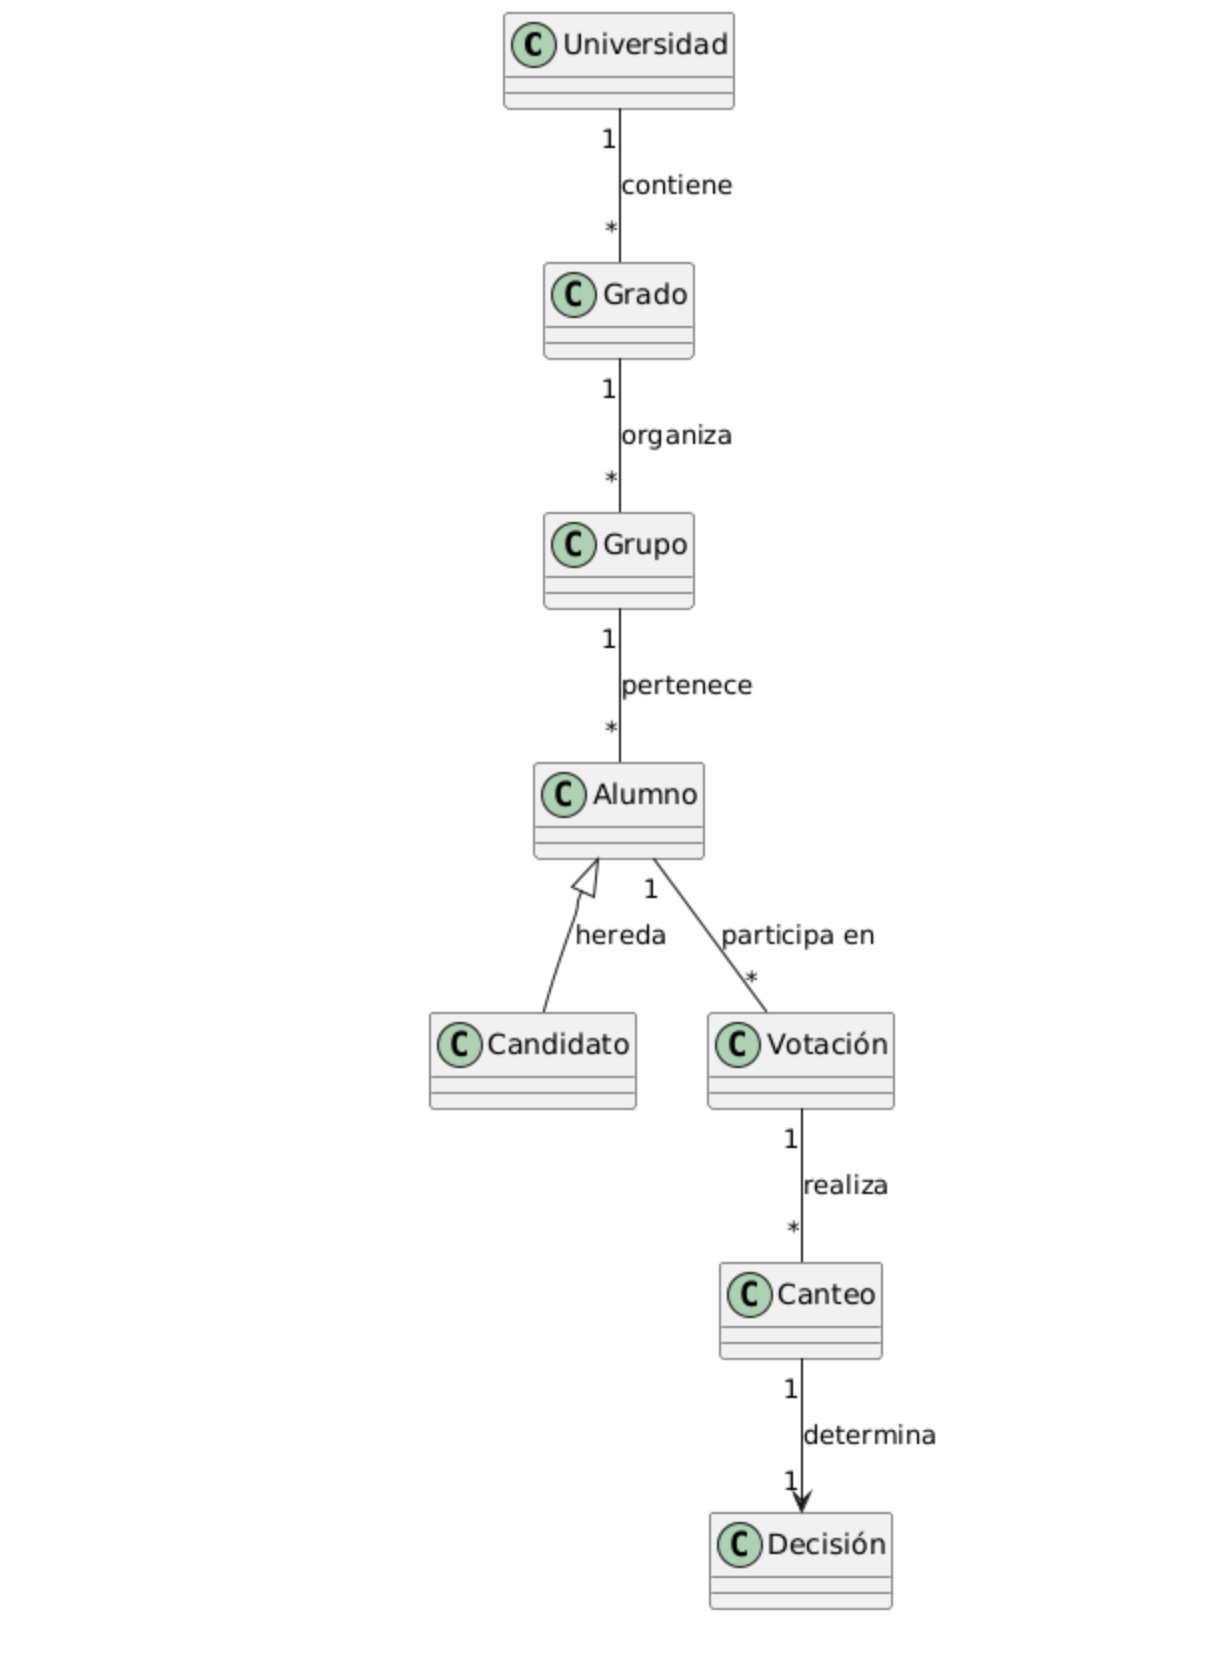 C Universidad
1
contiene
*
C Grado
1
organiza
*
C Grupo
1
pertenece
*
C Alumno
1
hereda
participa en
*
C Candidato
C Votación
1
realiza
*
C Canteo
1
determina
1
C Decisión